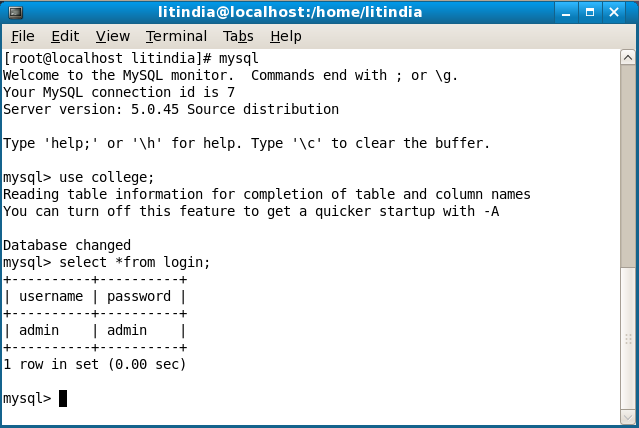 litindia@localhost:/home/litindia
File Edit View Terminal Tabs Help
[root@localhost litindia]# mysql
Welcome to the MySQL monitor.  Commands end with ; or \g.
Your MySQL connection id is 7
Server version: 5.0.45 Source distribution
Type 'help;' or '\h' for help. Type '\c' to clear the buffer.
mysql> use college;
Reading table information for completion of table and column names
You can turn off this feature to get a quicker startup with -A
Database changed
mysql> select *from login;
+----------+----------+
| username | password |
+----------+----------+
| admin    | admin    |
+----------+----------+
1 row in set (0.00 sec)
mysql>